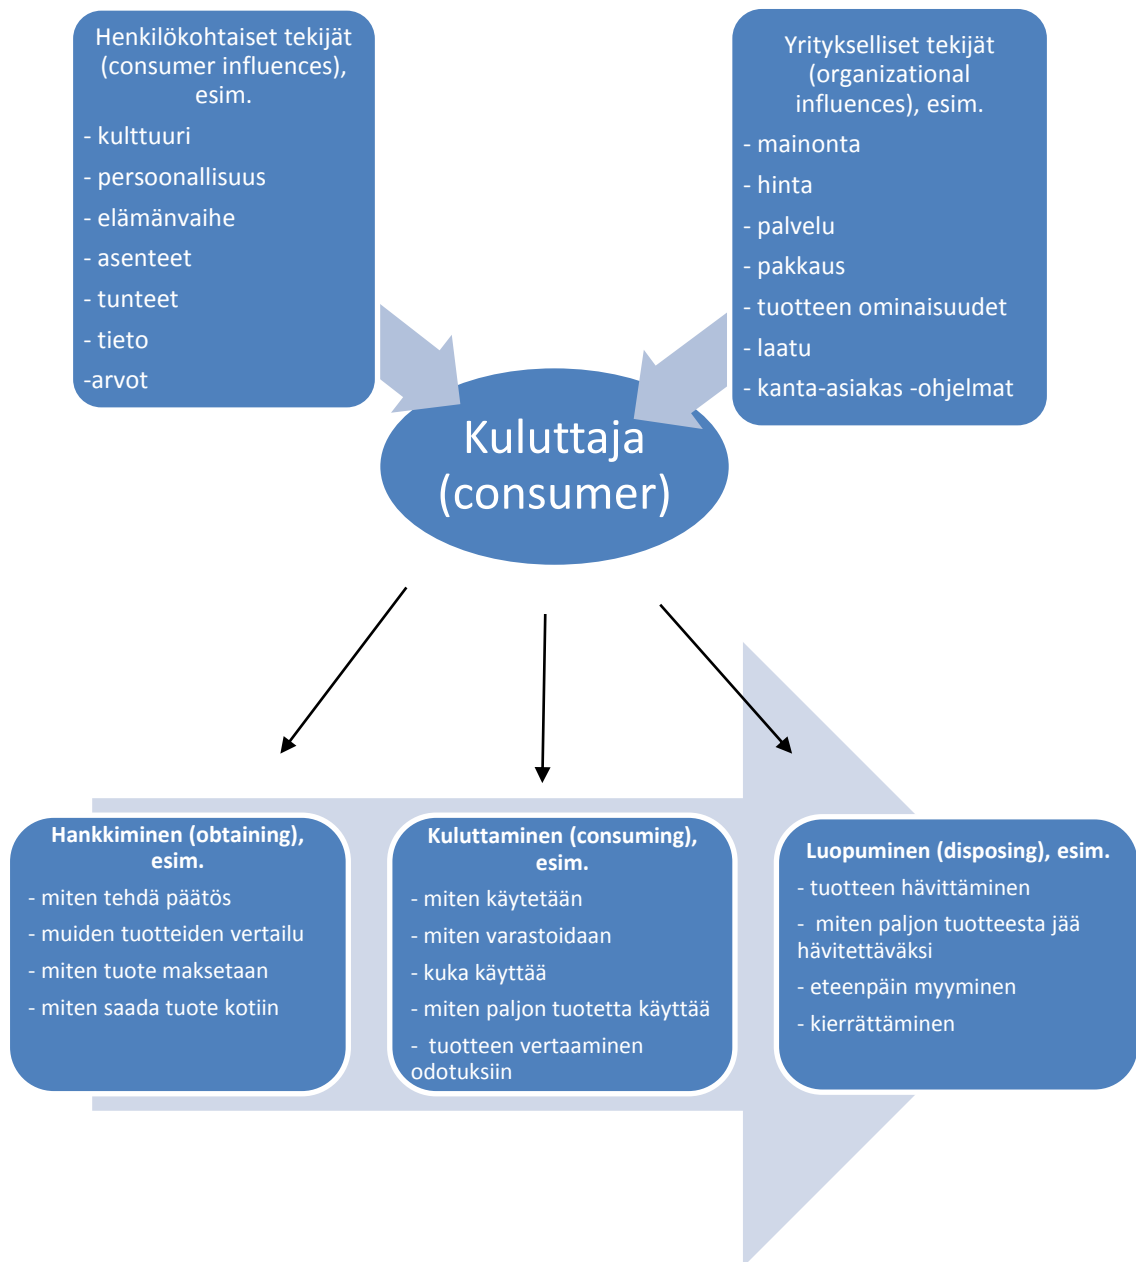 Henkilökohtaiset tekijät
(consumer influences),
esim.
- kulttuuri
- persoonallisuus
- elämänvaihe
- asenteet
- tunteet
- tieto
-arvot
Yritykselliset tekijät
(organizational
influences), esim.
- mainonta
- hinta
- palvelu
- pakkaus
- tuotteen ominaisuudet
- laatu
- kanta-asiakas -ohjelmat
Kuluttaja
(consumer)
Hankkiminen (obtaining),
esim.
- miten tehdä päätös
- muiden tuotteiden vertailu
- miten tuote maksetaan
- miten saada tuote kotiin
Kuluttaminen (consuming),
esim.
- miten käytetään
- miten varastoidaan
- kuka käyttää
- miten paljon tuotetta käyttää
- tuotteen vertaaminen
odotuksiin
Luopuminen (disposing), esim.
- tuotteen hävittäminen
- miten paljon tuotteesta jää
hävitettäväksi
- eteenpäin myyminen
- kierrättäminen